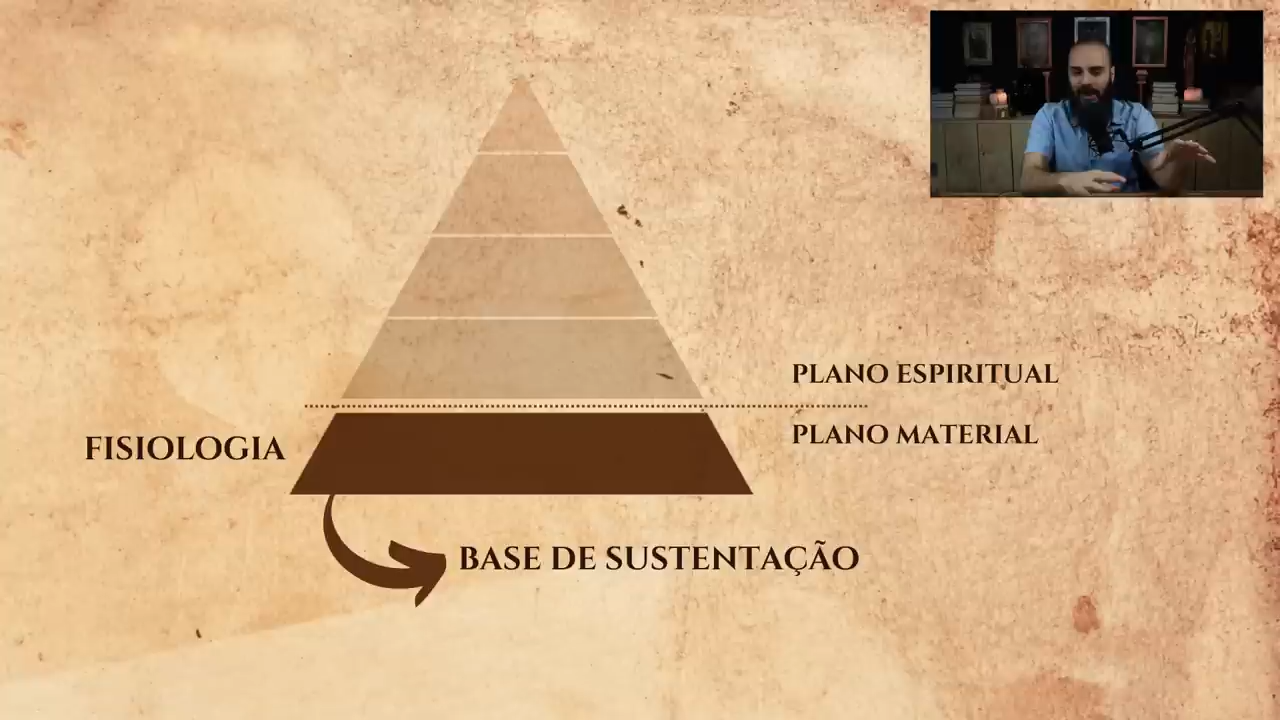 PLANO ESPIRITUAL
PLANO MATERIAL
FISIOLOGIA
BASE DE SUSTENTAÇÃO